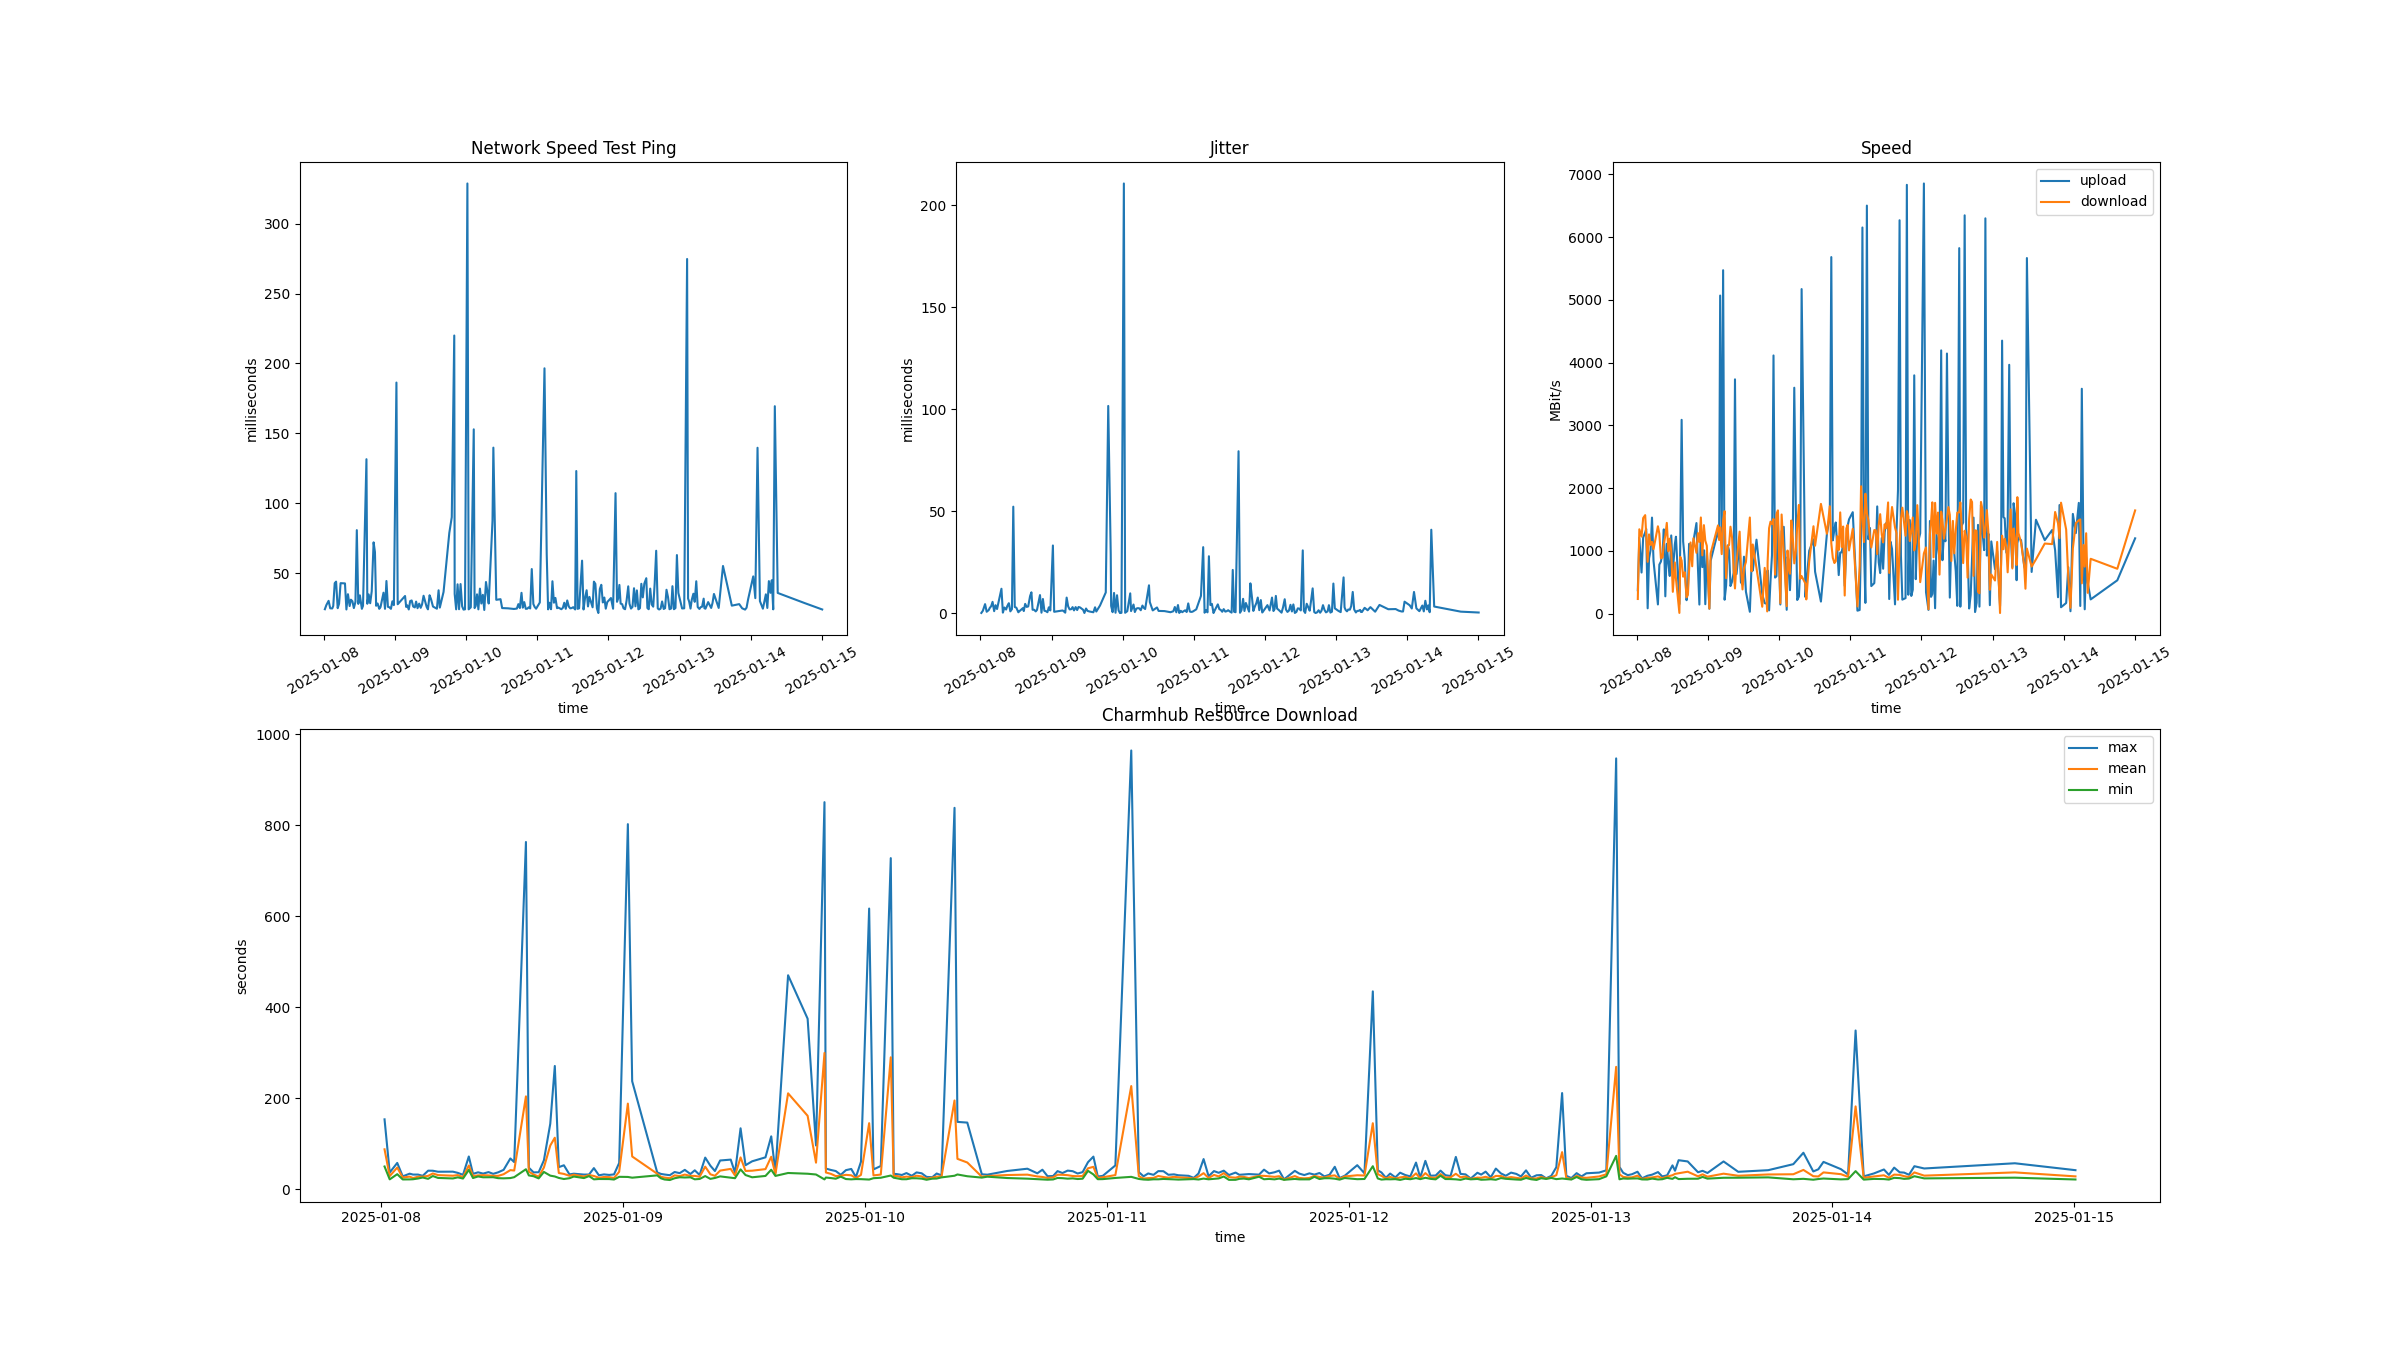 Network Speed Test Ping
milliseconds
300
250
200
150
100
50
2025-01-08 2025-01-09 2025-01-10 2025-01-11 2025-01-12 2025-01-13 2025-01-14 2025-01-15
time
Jitter
milliseconds
200
150
100
50
0
2025-01-08 2025-01-09 2025-01-10 2025-01-11 2025-01-12 2025-01-13 2025-01-14 2025-01-15
time
Speed
MBit/s
7000
6000
5000
4000
3000
2000
1000
0
upload
download
2025-01-08 2025-01-09 2025-01-10 2025-01-11 2025-01-12 2025-01-13 2025-01-14 2025-01-15
time
Charmhub Resource Download
seconds
1000
800
600
400
200
0
max
mean
min
2025-01-08 2025-01-09 2025-01-10 2025-01-11 2025-01-12 2025-01-13 2025-01-14 2025-01-15
time